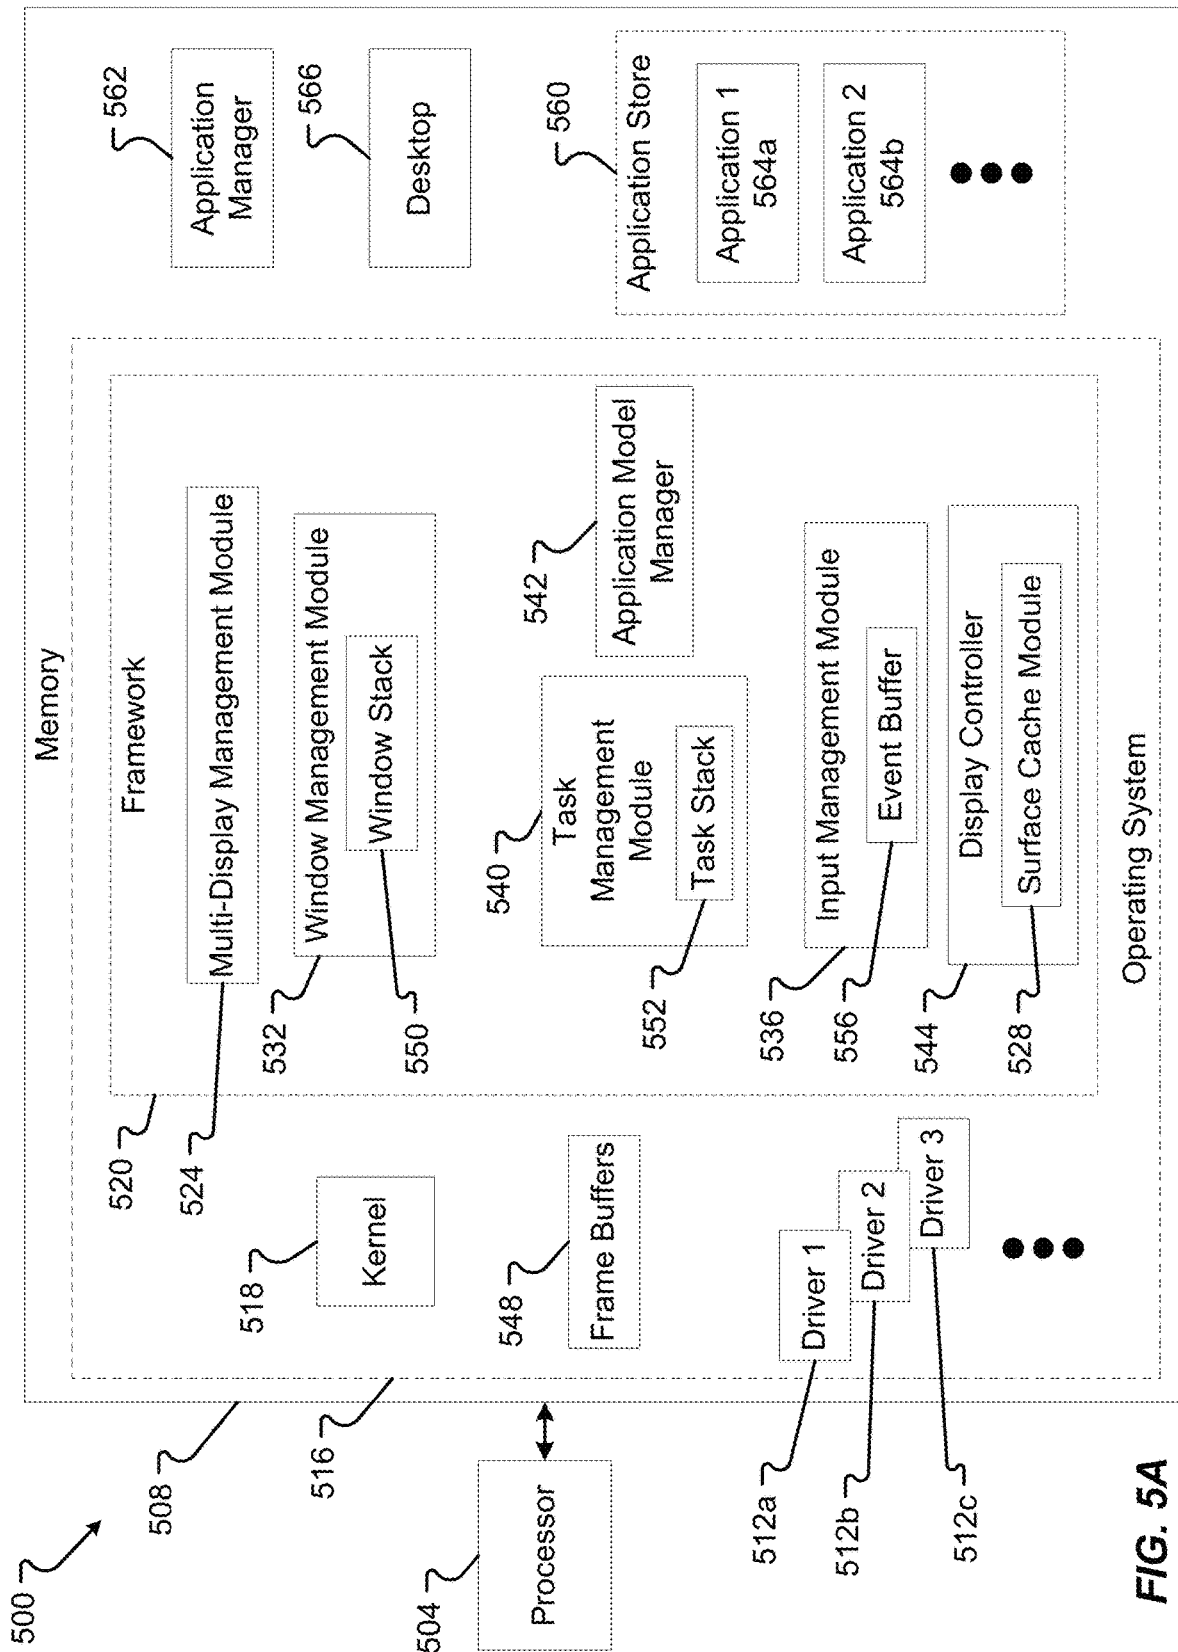 500
504
Processor
508
Memory
516
Operating System
518
Kernel
548
Frame Buffers
512a
Driver 1
512b
Driver 2
512c
Driver 3
520
Framework
524
Multi-Display Management Module
532
Window Management Module
550
Window Stack
540
Task
Management
Module
552
Task Stack
542
Application Model
Manager
536
Input Management Module
556
Event Buffer
544
Display Controller
528
Surface Cache Module
562
Application
Manager
566
Desktop
560
Application Store
Application 1
564a
Application 2
564b
FIG. 5A